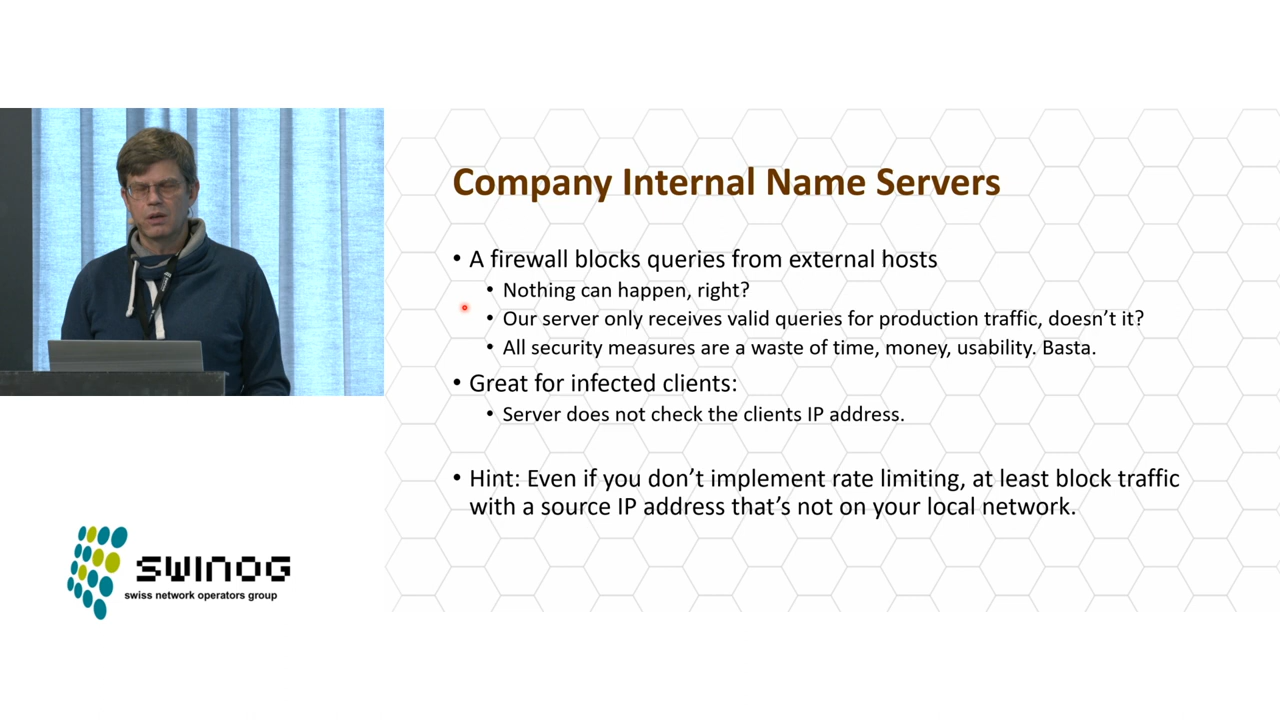 Company Internal Name Servers
• A firewall blocks queries from external hosts
• Nothing can happen, right?
• Our server only receives valid queries for production traffic, doesn’t it?
• All security measures are a waste of time, money, usability. Basta.
• Great for infected clients:
• Server does not check the clients IP address.
• Hint: Even if you don’t implement rate limiting, at least block traffic
with a source IP address that’s not on your local network.
SWINOG
swiss network operators group